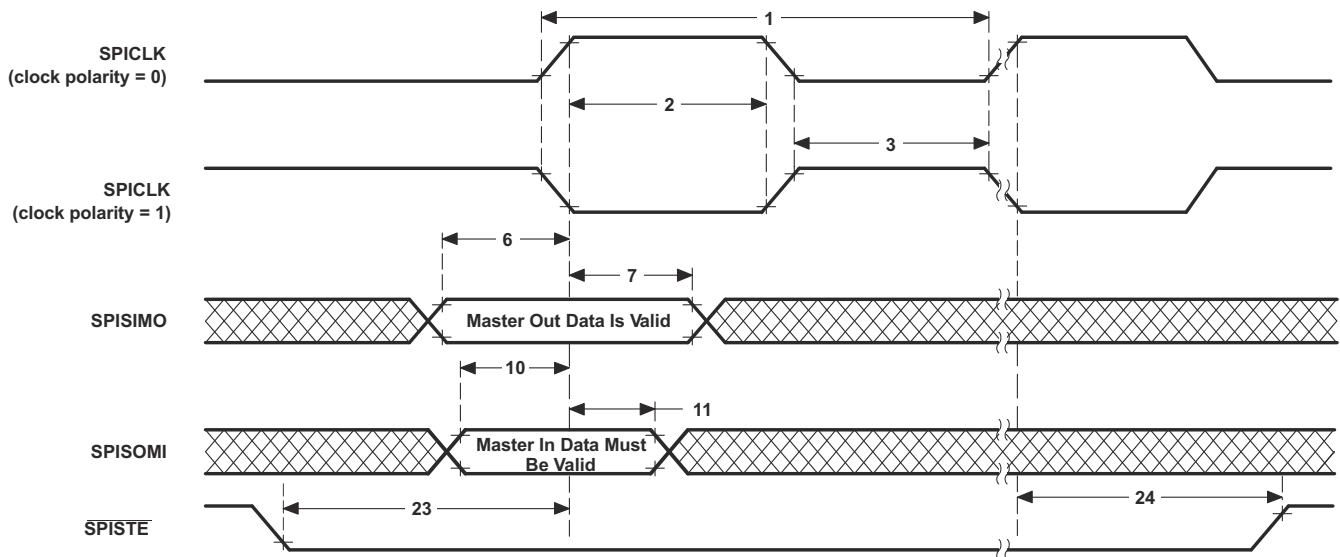 1
SPICLK
(clock polarity = 0)
2
3
SPICLK
(clock polarity = 1)
6
7
SPISIMO
Master Out Data Is Valid
10
11
SPISOMI
Master In Data Must
Be Valid
23
24
SPISTE